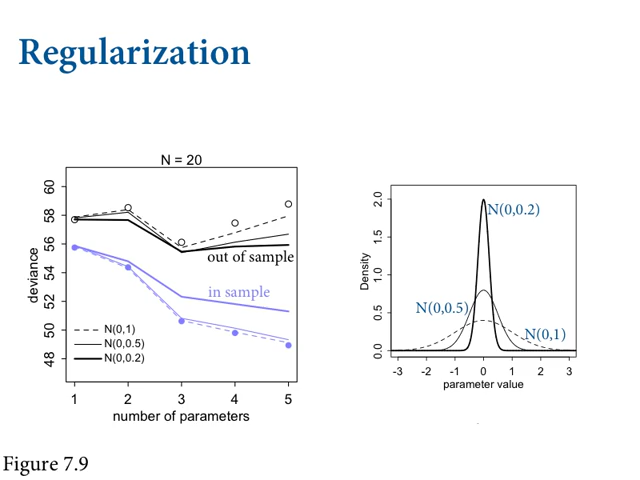 Regularization
N = 20
60
58
56
54
52
50
48
deviance
out of sample
in sample
N(0,1)
N(0,0.5)
N(0,0.2)
1 2 3 4 5
number of parameters
2.0
1.5
1.0
0.5
0.0
Density
N(0,0.2)
N(0,0.5)
N(0,1)
-3 -2 -1 0 1 2 3
parameter value
Figure 7.9